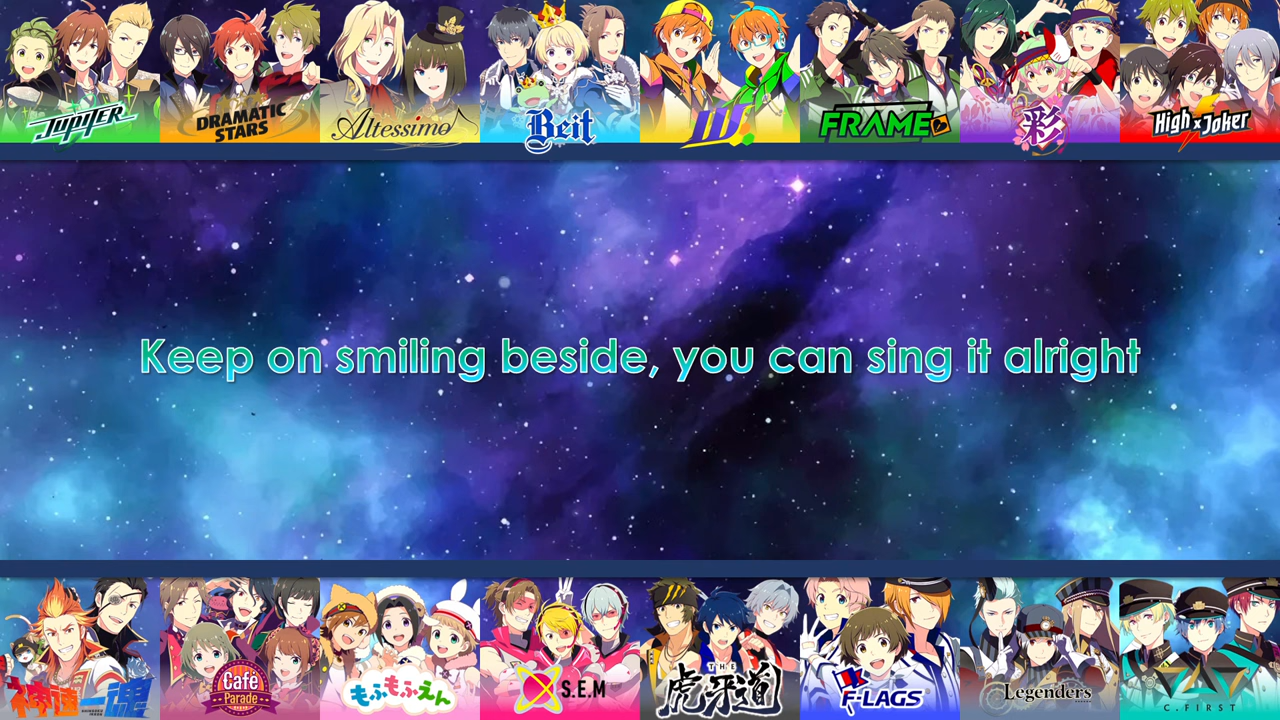 JUPITER
DRAMATIC
STARS
Altessimo
Beit
W.
FRAME
彩
High×Joker
Keep on smiling beside, you can sing it alright
神速一魂
Café
Parade
もふもふえん
S.E.M
THE
虎牙道
F-LAGS
Legenders
C.FIRST